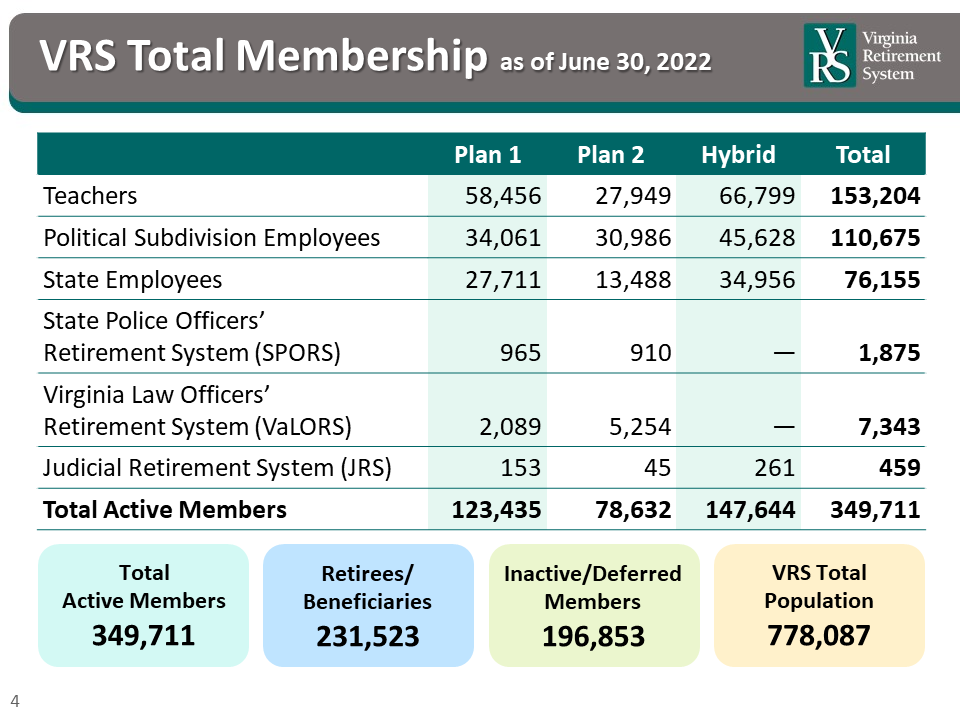 VRS Total Membership as of June 30, 2022
VRS
Virginia
Retirement
System
Plan 1 Plan 2 Hybrid Total
Teachers 58,456 27,949 66,799 153,204
Political Subdivision Employees 34,061 30,986 45,628 110,675
State Employees 27,711 13,488 34,956 76,155
State Police Officers’
Retirement System (SPORS) 965 910 — 1,875
Virginia Law Officers’
Retirement System (VaLORS) 2,089 5,254 — 7,343
Judicial Retirement System (JRS) 153 45 261 459
Total Active Members 123,435 78,632 147,644 349,711
Total
Active Members
349,711
Retirees/
Beneficiaries
231,523
Inactive/Deferred
Members
196,853
VRS Total
Population
778,087
4